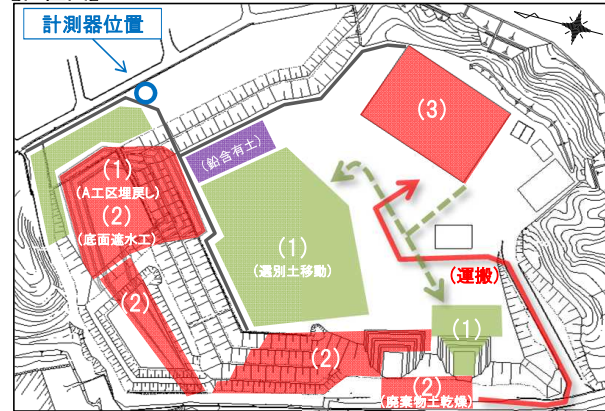 計測器位置
(3)
(鉛含有土)
(1)
(A工区埋戻し)
(2)
(底面遮水工)
(1)
(選別土移動)
(運搬)
(2)
(1)
(2)
(2)
(廃棄物土乾燥)